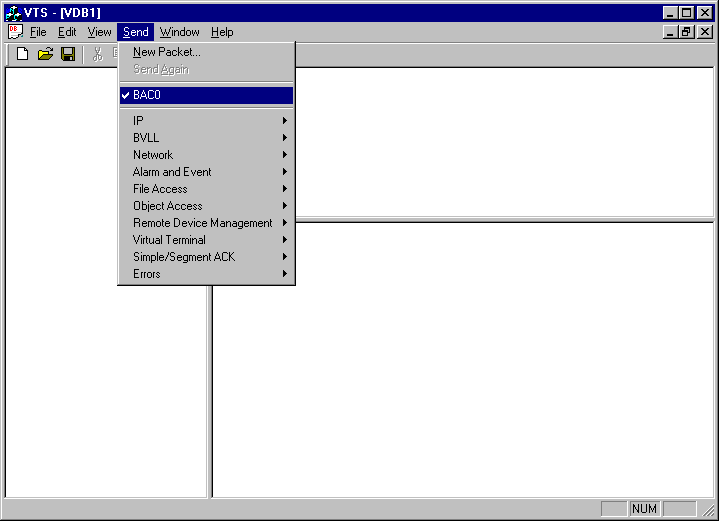 VTS - [VDB1]
File Edit View Send Window Help
New Packet...
Send Again
BAC0
IP
BVLL
Network
Alarm and Event
File Access
Object Access
Remote Device Management
Virtual Terminal
Simple/Segment ACK
Errors
NUM